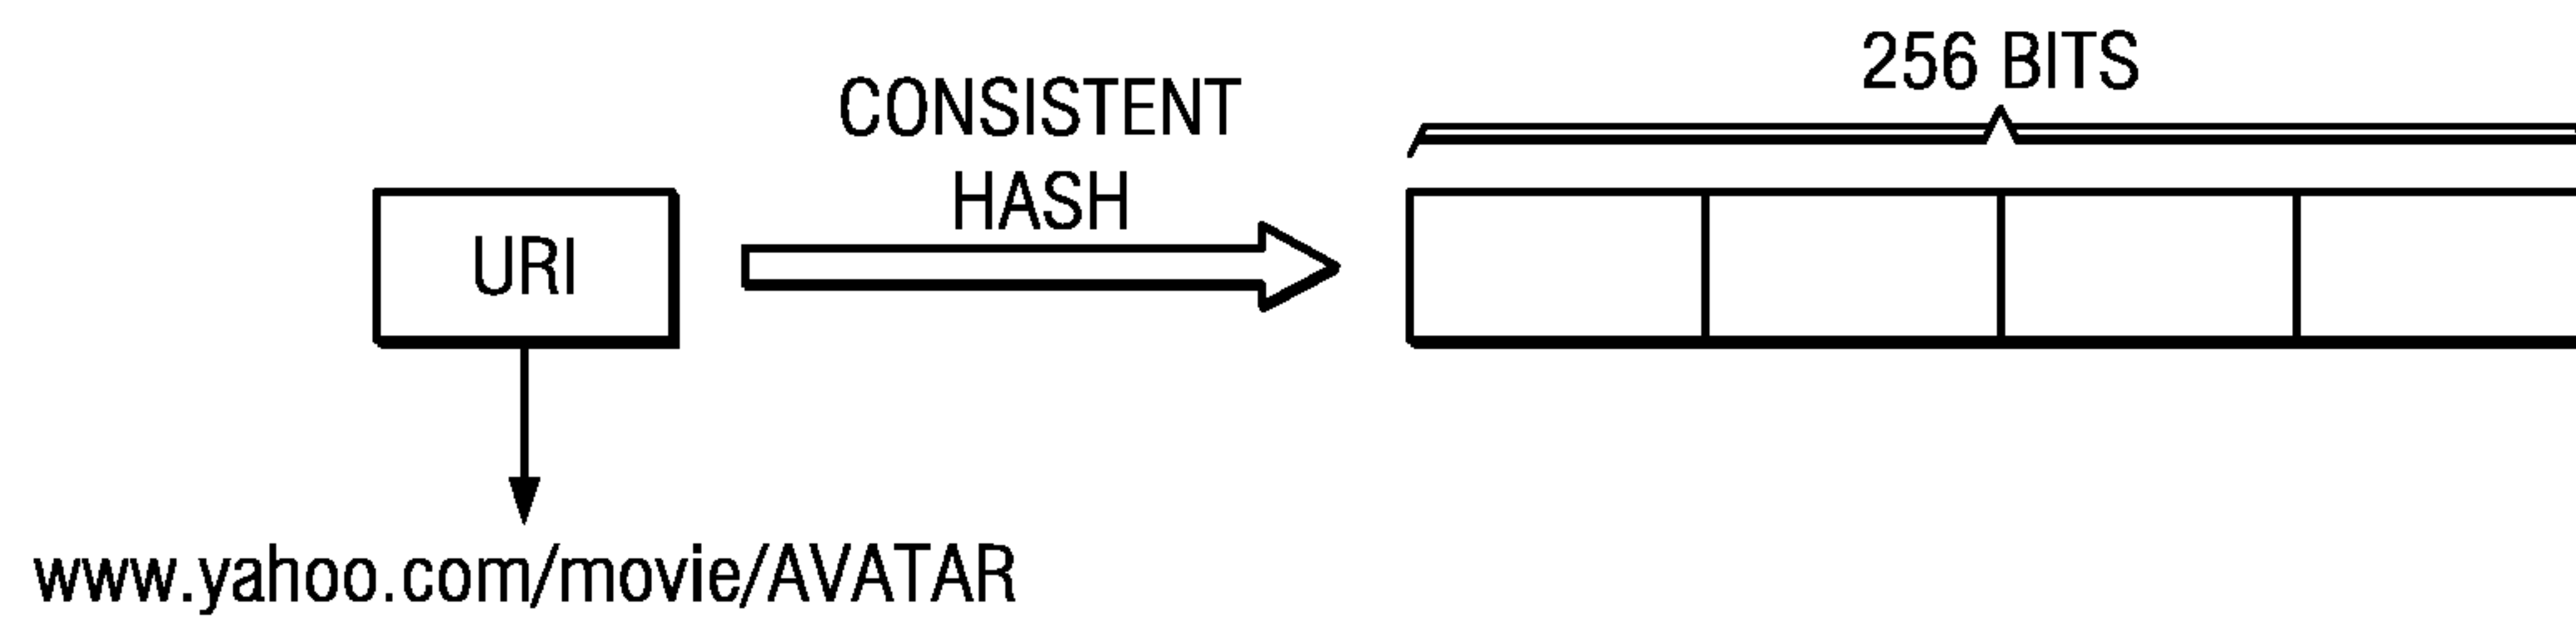 256 BITS
CONSISTENT
HASH
URI
www.yahoo.com/movie/AVATAR